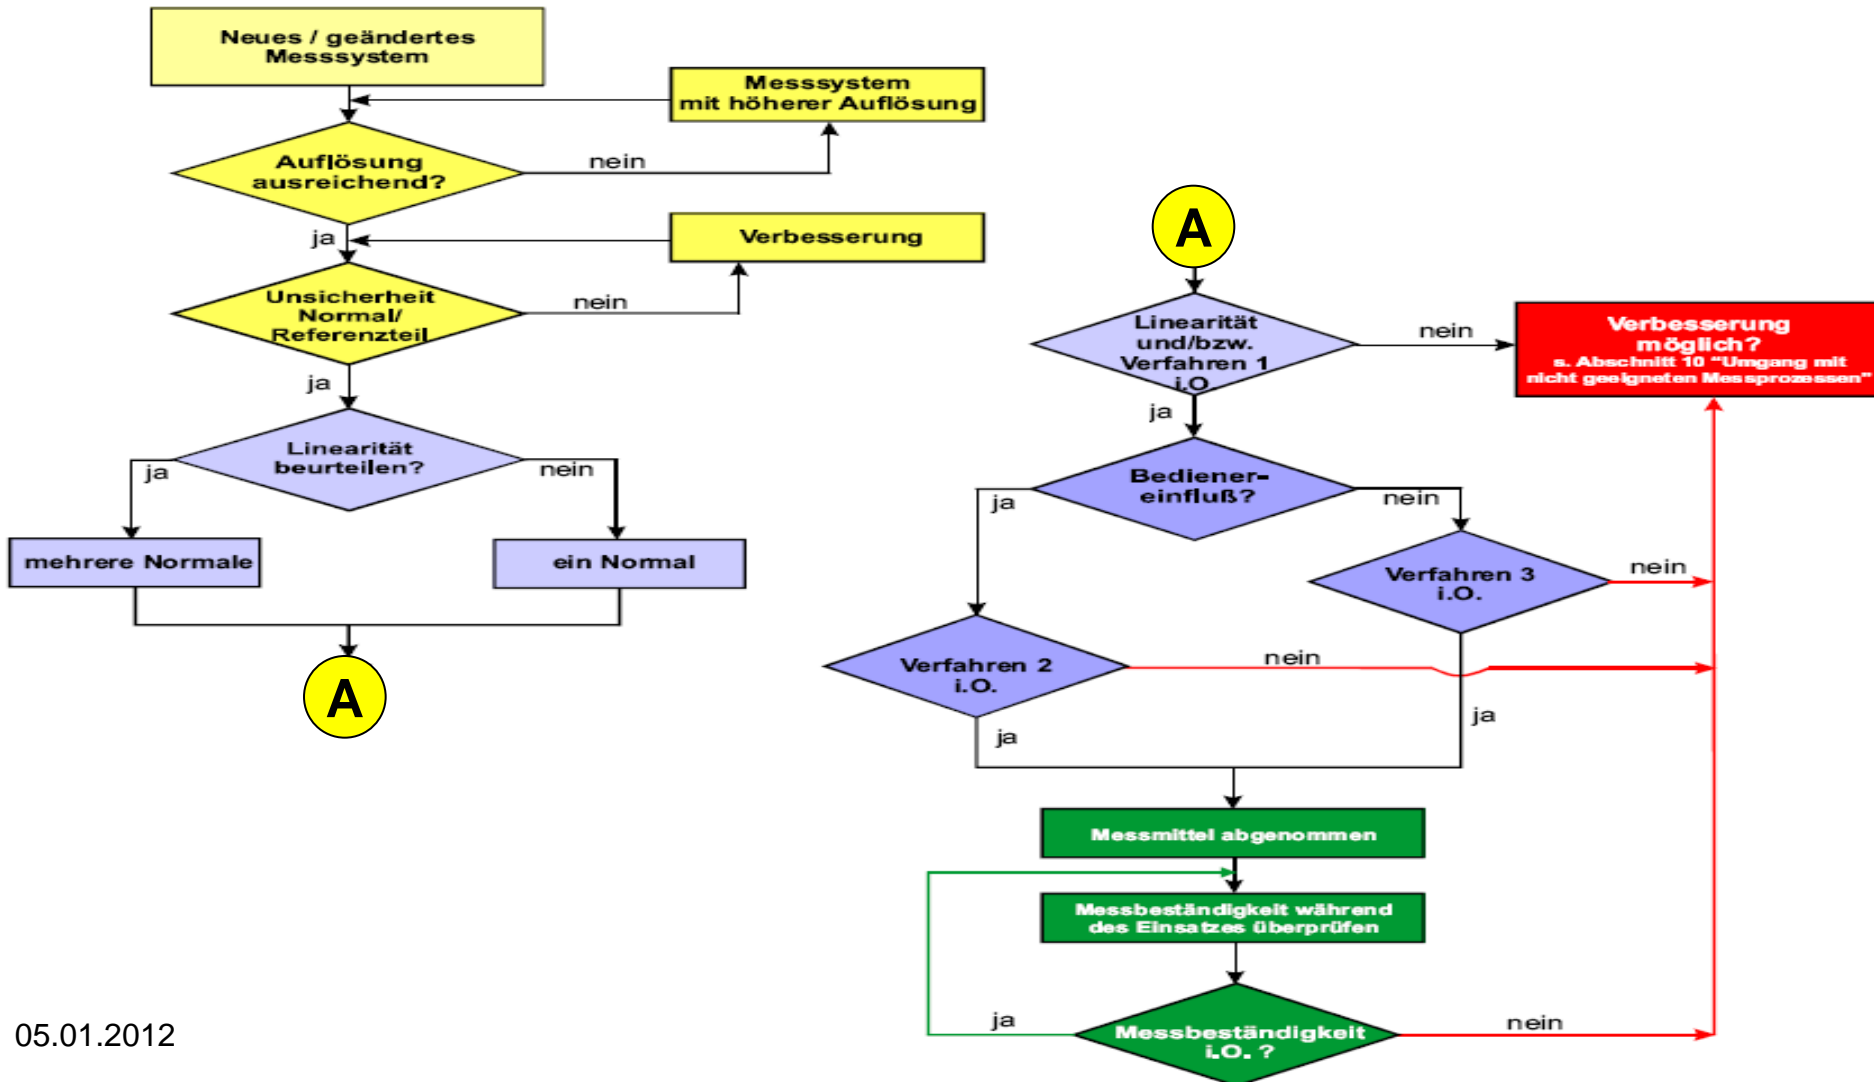 Neues / geändertes
Messsystem
Messsystem
mit höherer Auflösung
Auflösung
ausreichend?
nein
ja
Verbesserung
Unsicherheit
Normal/
Referenzteil
nein
ja
Linearität
beurteilen?
ja
nein
mehrere Normale
ein Normal
A
A
Linearität
und/bzw.
Verfahren 1
i.O
nein
Verbesserung
möglich?
s. Abschnitt 10 "Umgang mit
nicht geeigneten Messprozessen"
ja
Bediener-
einfluß?
ja
nein
Verfahren 3
i.O.
nein
Verfahren 2
i.O.
nein
ja
ja
Messmittel abgenommen
Messbeständigkeit während
des Einsatzes überprüfen
Messbeständigkeit
i.O. ?
ja
nein
05.01.2012